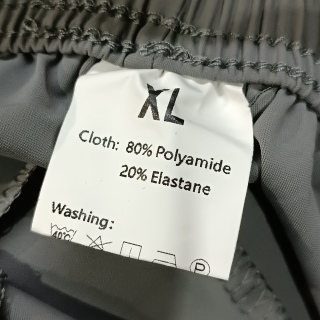 XL
Cloth: 80% Polyamide
20% Elastane
Washing:
40°C
P